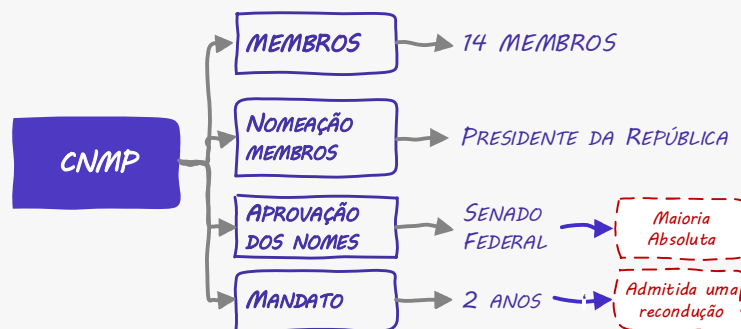 CNMP
MEMBROS
14 MEMBROS
NOMEAÇÃO
MEMBROS
PRESIDENTE DA REPÚBLICA
APROVAÇÃO
DOS NOMES
SENADO
FEDERAL
Maioria
Absoluta
MANDATO
2 ANOS
Admitida uma
recondução